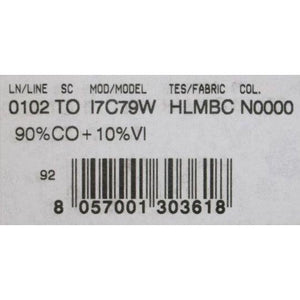 LN/LINE SC MOD/MODEL TES/FABRIC COL.
0102 TO I7C79W HLMBC N0000
90%CO+10%VI
92
8 057001 303618